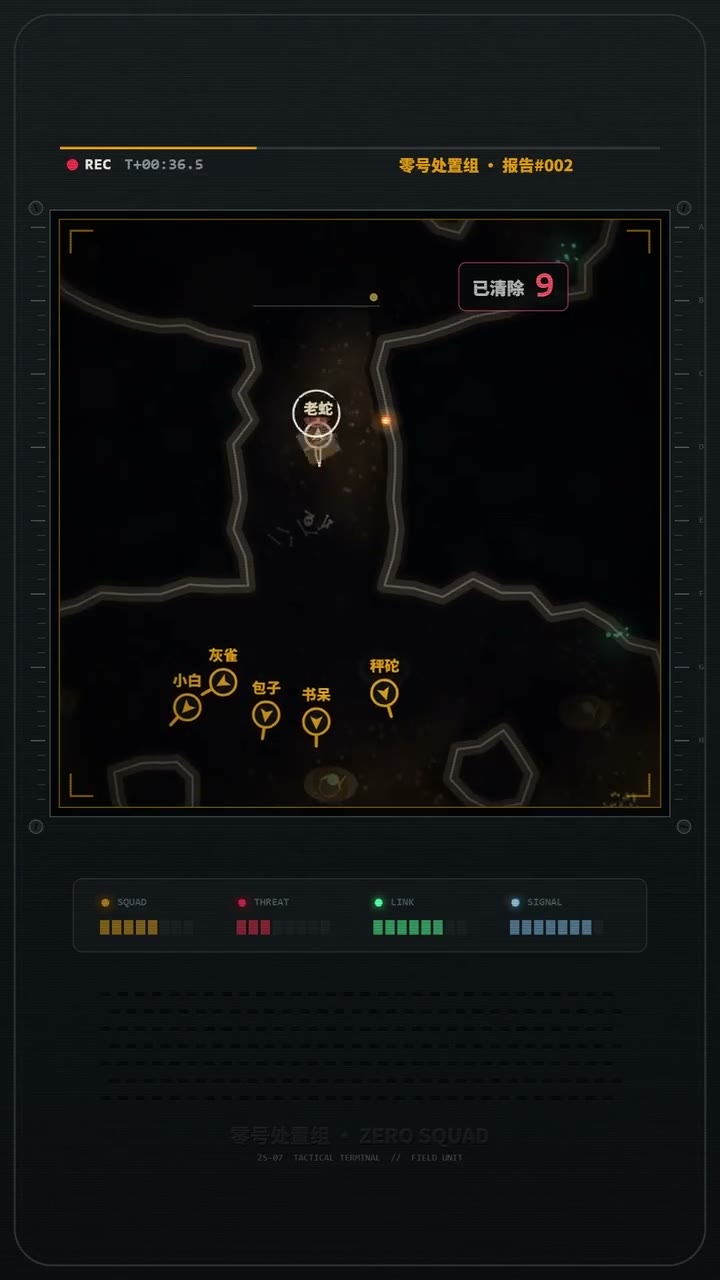 REC T+00:36.5 零号处置组 · 报告#002
已清除 9
老蛇
灰雀
小白
包子
书呆
秤砣
SQUAD THREAT LINK SIGNAL
零号处置组 · ZERO SQUAD
ZS-07 TACTICAL TERMINAL // FIELD UNIT
A
B
C
D
E
F
G
H